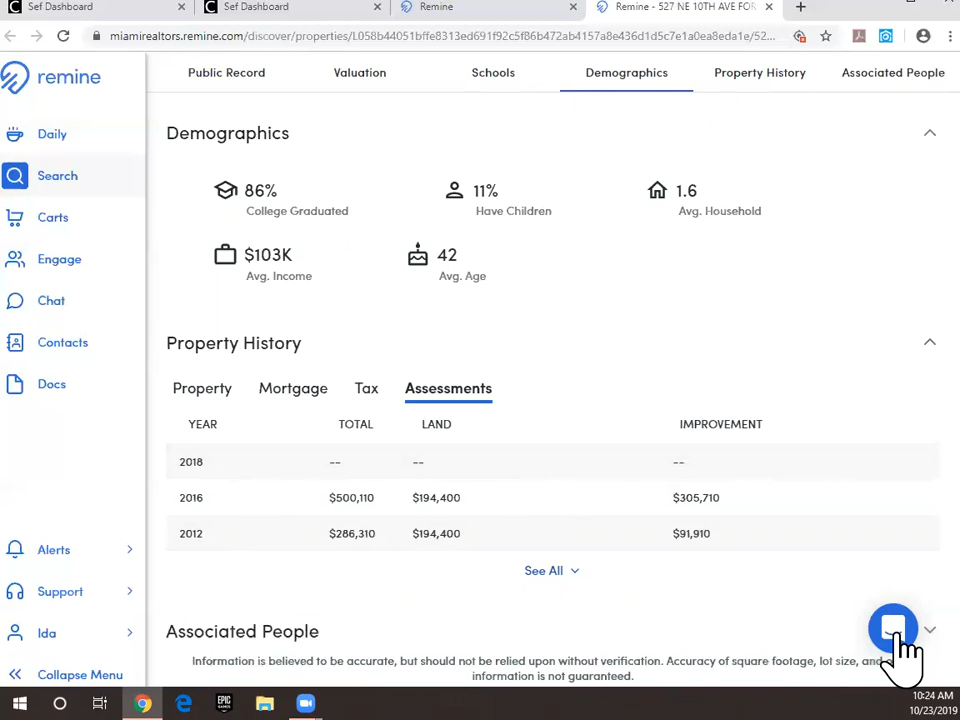 Sef Dashboard
Sef Dashboard
Remine
Remine - 527 NE 10TH AVE FOR
miamirealtors.remine.com/discover/properties/L058b44051bffe8313ed691f92c5f86b472ab4157a8e436d1d5c7e1a0ea8eda1e/52...
remine
Public Record
Valuation
Schools
Demographics
Property History
Associated People
Daily
Search
Carts
Engage
Chat
Contacts
Docs
Alerts
Support
Ida
Collapse Menu
Demographics
86%
College Graduated
11%
Have Children
1.6
Avg. Household
$103K
Avg. Income
42
Avg. Age
Property History
Property Mortgage Tax Assessments
YEAR TOTAL LAND IMPROVEMENT
2018 -- -- --
2016 $500,110 $194,400 $305,710
2012 $286,310 $194,400 $91,910
See All
Associated People
Information is believed to be accurate, but should not be relied upon without verification. Accuracy of square footage, lot size, and
information is not guaranteed.
EPIC
GAMES
10:24 AM
10/23/2019